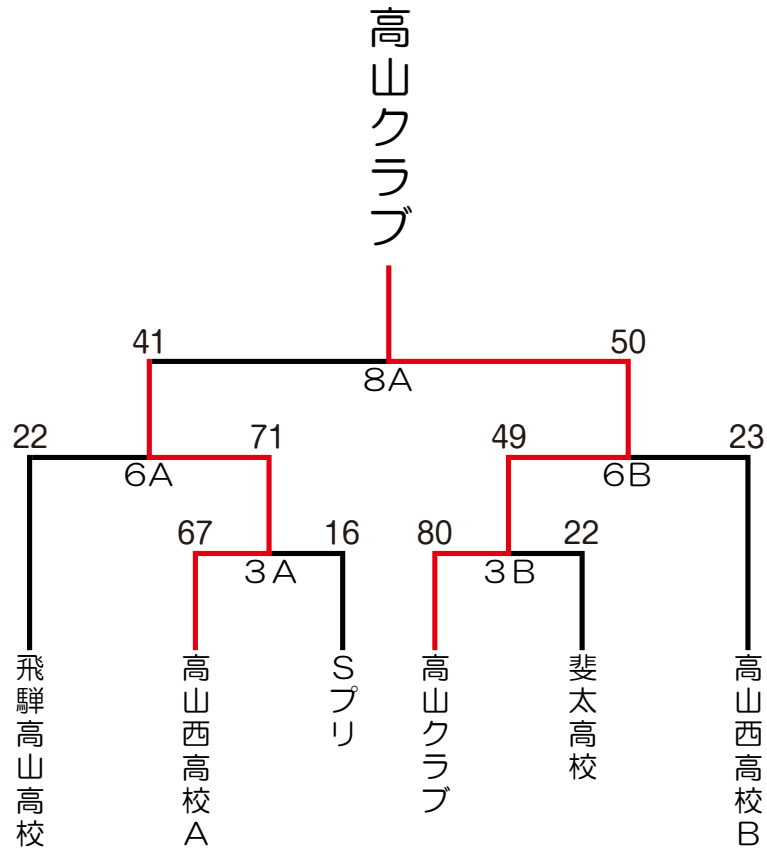 高山クラブ
41
50
8A
22
71
49
23
6A
6B
67
16
80
22
3A
3B
飛騨高山高校
高山西高校A
Sプリ
高山クラブ
斐太高校
高山西高校B